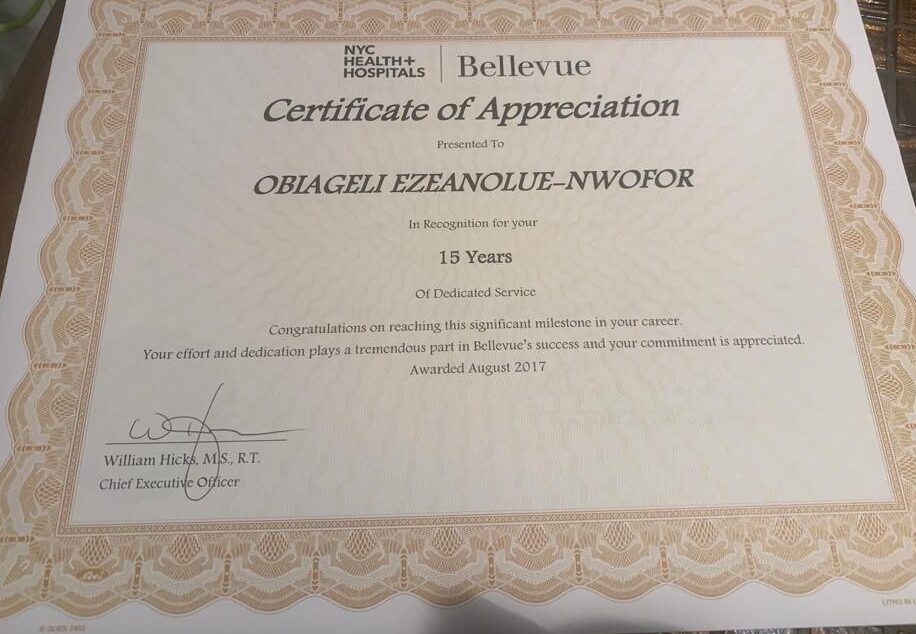 NYC
HEALTH+
HOSPITALS
Bellevue
Certificate of Appreciation
Presented To
OBIAGELI EZEANOLUE-NWOFOR
In Recognition for your
15 Years
Of Dedicated Service
Congratulations on reaching this significant milestone in your career.
Your effort and dedication plays a tremendous part in Bellevue's success and your commitment is appreciated.
Awarded August 2017
William Hicks, M.S., R.T.
Chief Executive Officer
LITHO IN